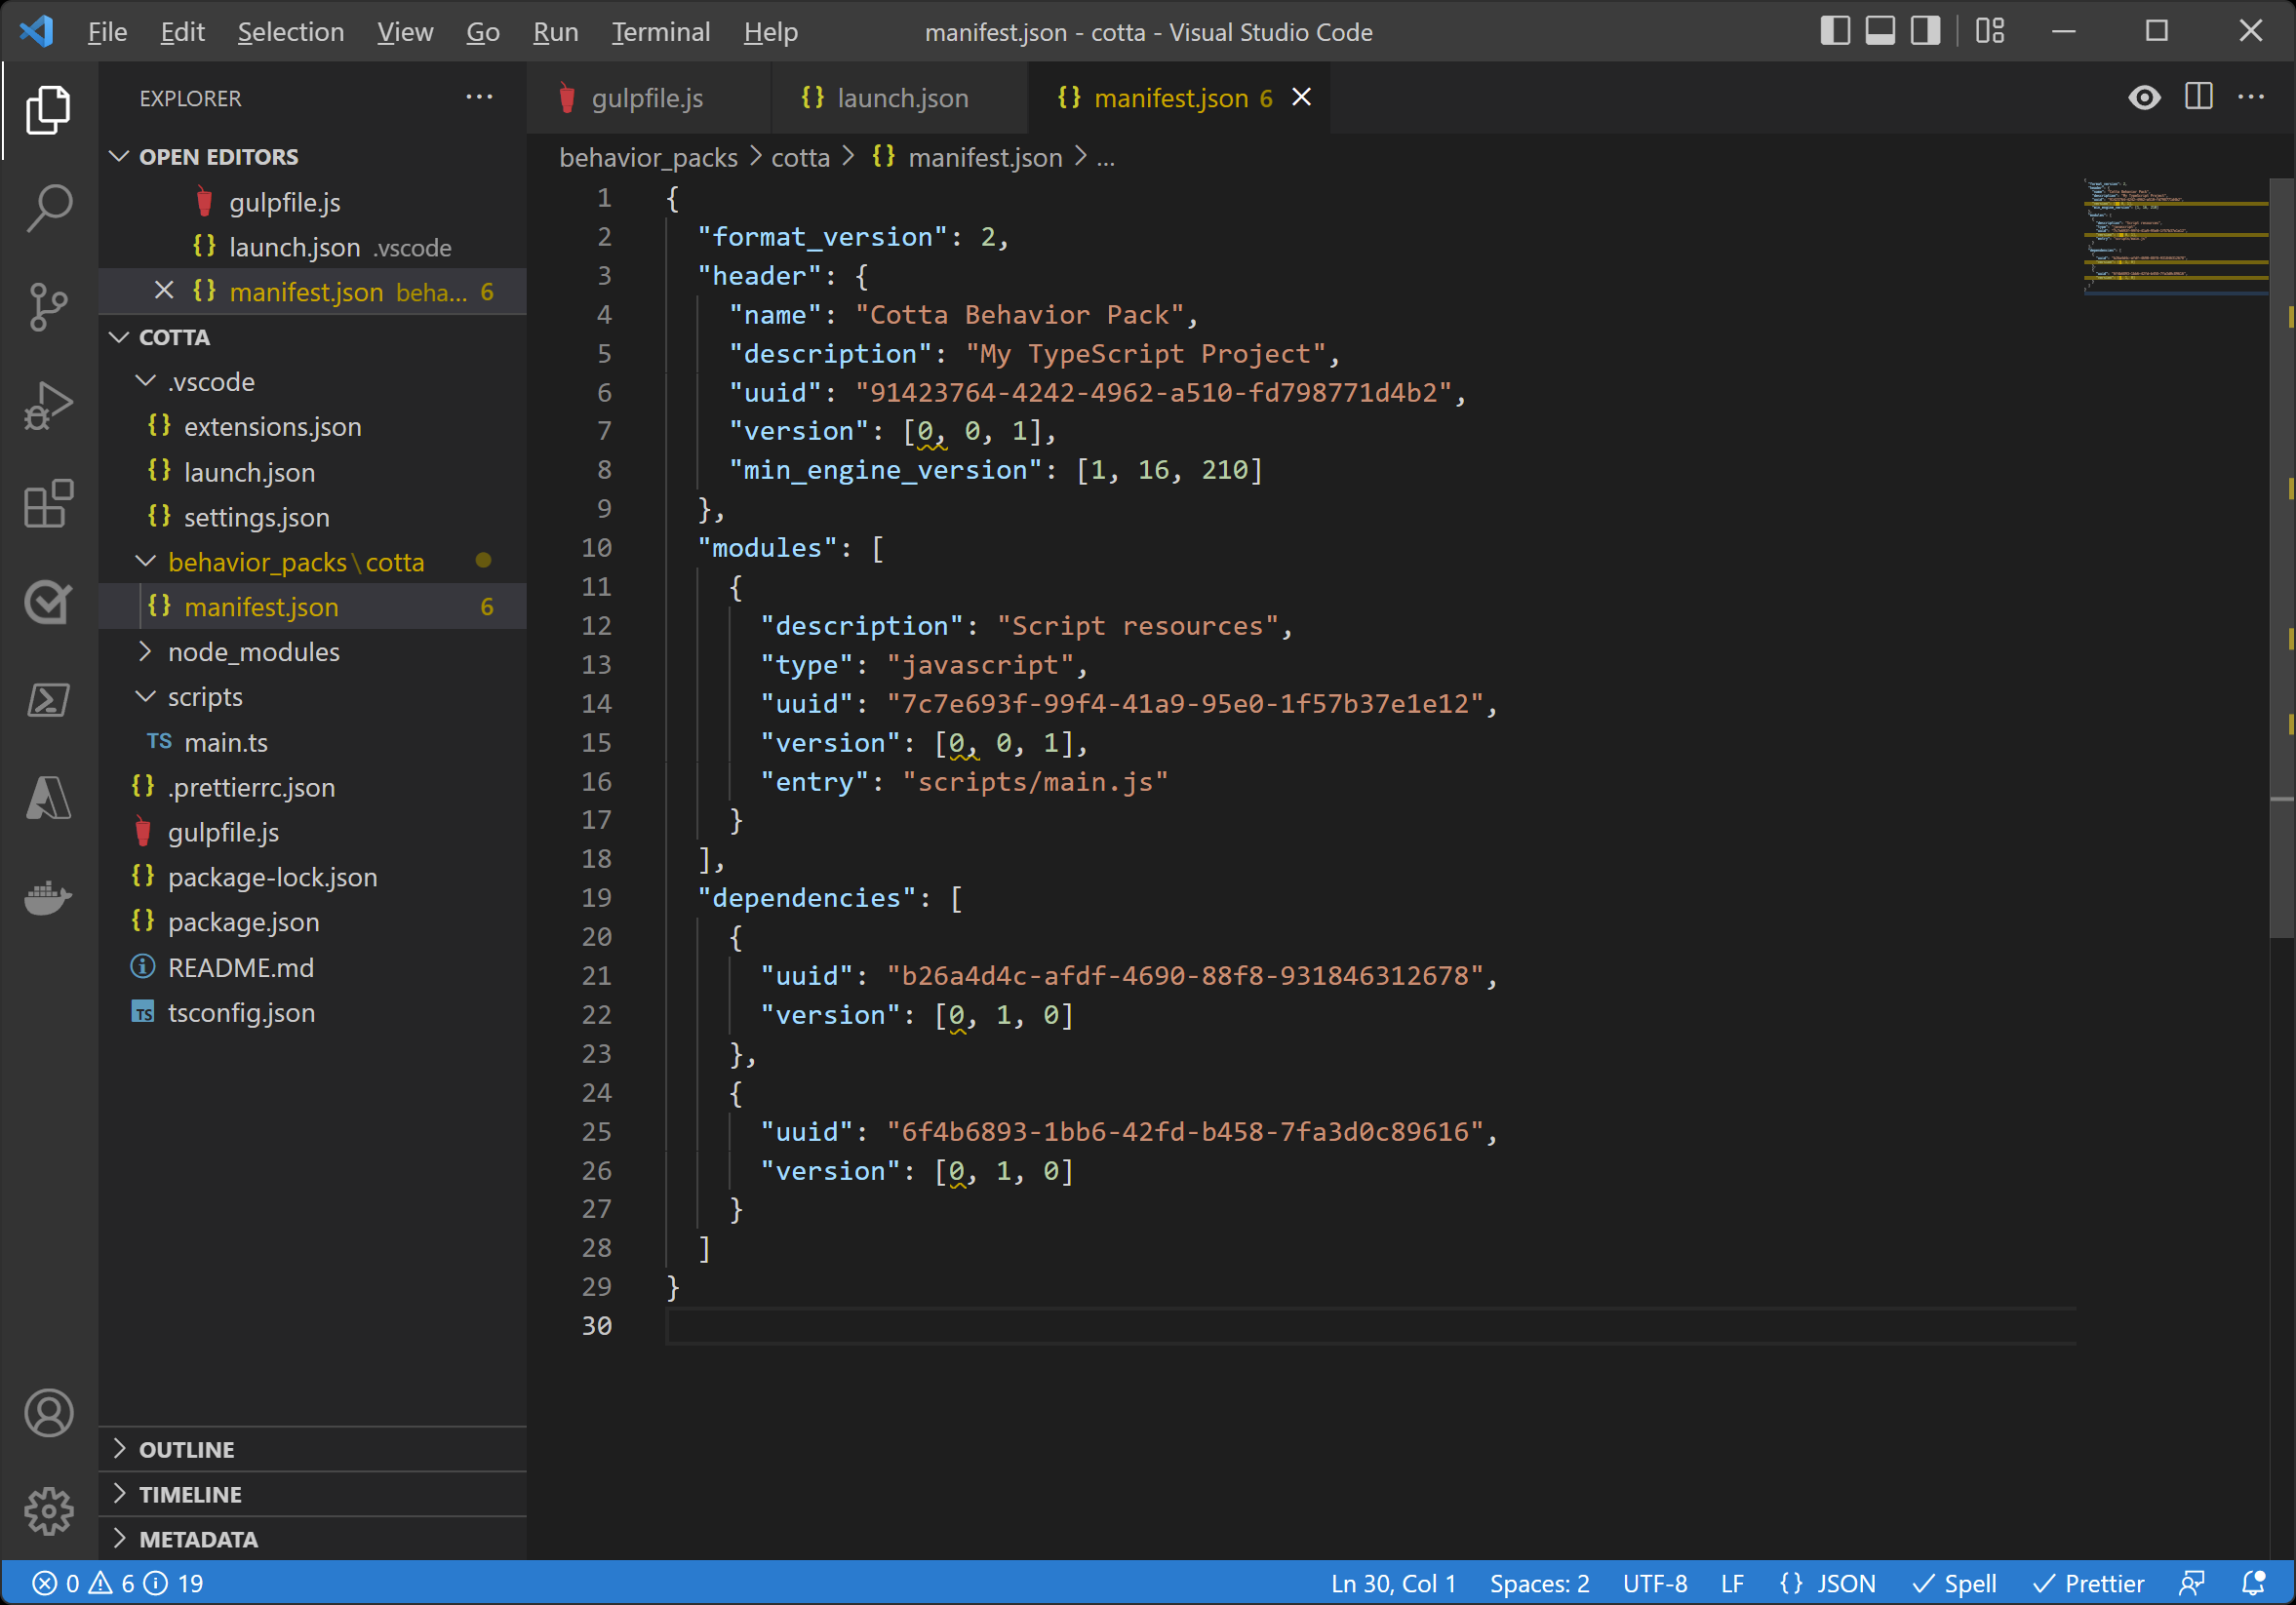 File Edit Selection View Go Run Terminal Help manifest.json - cotta - Visual Studio Code
EXPLORER
OPEN EDITORS
gulpfile.js
launch.json .vscode
manifest.json beha... 6
COTTA
.vscode
extensions.json
launch.json
settings.json
behavior_packs\cotta
manifest.json 6
node_modules
scripts
TS main.ts
.prettierrc.json
gulpfile.js
package-lock.json
package.json
README.md
TS tsconfig.json
OUTLINE
TIMELINE
METADATA
gulpfile.js {} launch.json {} manifest.json 6
behavior_packs > cotta > {} manifest.json > ...
1 {
2 "format_version": 2,
3 "header": {
4 "name": "Cotta Behavior Pack",
5 "description": "My TypeScript Project",
6 "uuid": "91423764-4242-4962-a510-fd798771d4b2",
7 "version": [0, 0, 1],
8 "min_engine_version": [1, 16, 210]
9 },
10 "modules": [
11 {
12 "description": "Script resources",
13 "type": "javascript",
14 "uuid": "7c7e693f-99f4-41a9-95e0-1f57b37e1e12",
15 "version": [0, 0, 1],
16 "entry": "scripts/main.js"
17 }
18 ],
19 "dependencies": [
20 {
21 "uuid": "b26a4d4c-afdf-4690-88f8-931846312678",
22 "version": [0, 1, 0]
23 },
24 {
25 "uuid": "6f4b6893-1bb6-42fd-b458-7fa3d0c89616",
26 "version": [0, 1, 0]
27 }
28 ]
29 }
30
0 6 19 Ln 30, Col 1 Spaces: 2 UTF-8 LF {} JSON Spell Prettier